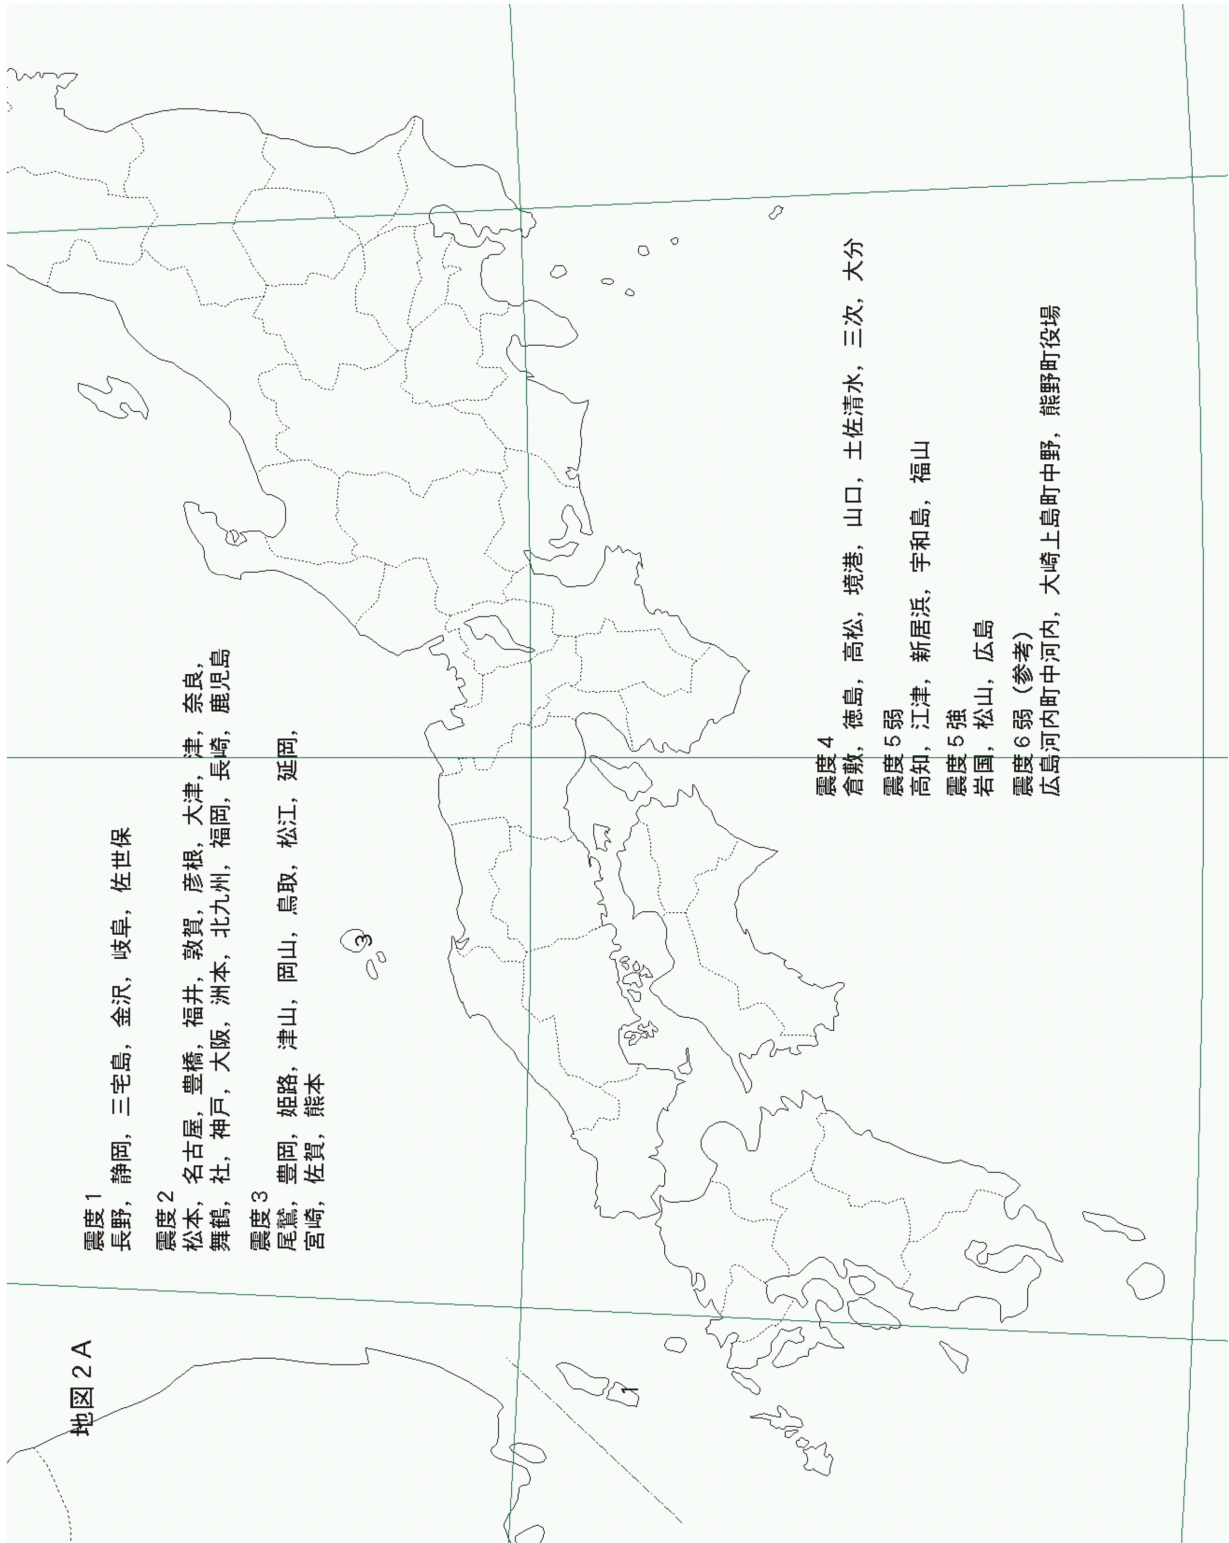 地図２Ａ
震度１
長野，静岡，三宅島，金沢，岐阜，佐世保
震度２
松本，名古屋，豊橋，福井，敦賀，彦根，大津，津，奈良，
舞鶴，社，神戸，大阪，洲本，北九州，福岡，長崎，鹿児島
震度３
尾鷲，豊岡，姫路，津山，岡山，鳥取，松江，延岡，
宮崎，佐賀，熊本
3
1
震度４
倉敷，徳島，高松，境港，山口，土佐清水，三次，大分
震度５弱
高知，江津，新居浜，宇和島，福山
震度５強
岩国，松山，広島
震度６弱（参考）
広島河内町中河内，大崎上島町中野，熊野町役場